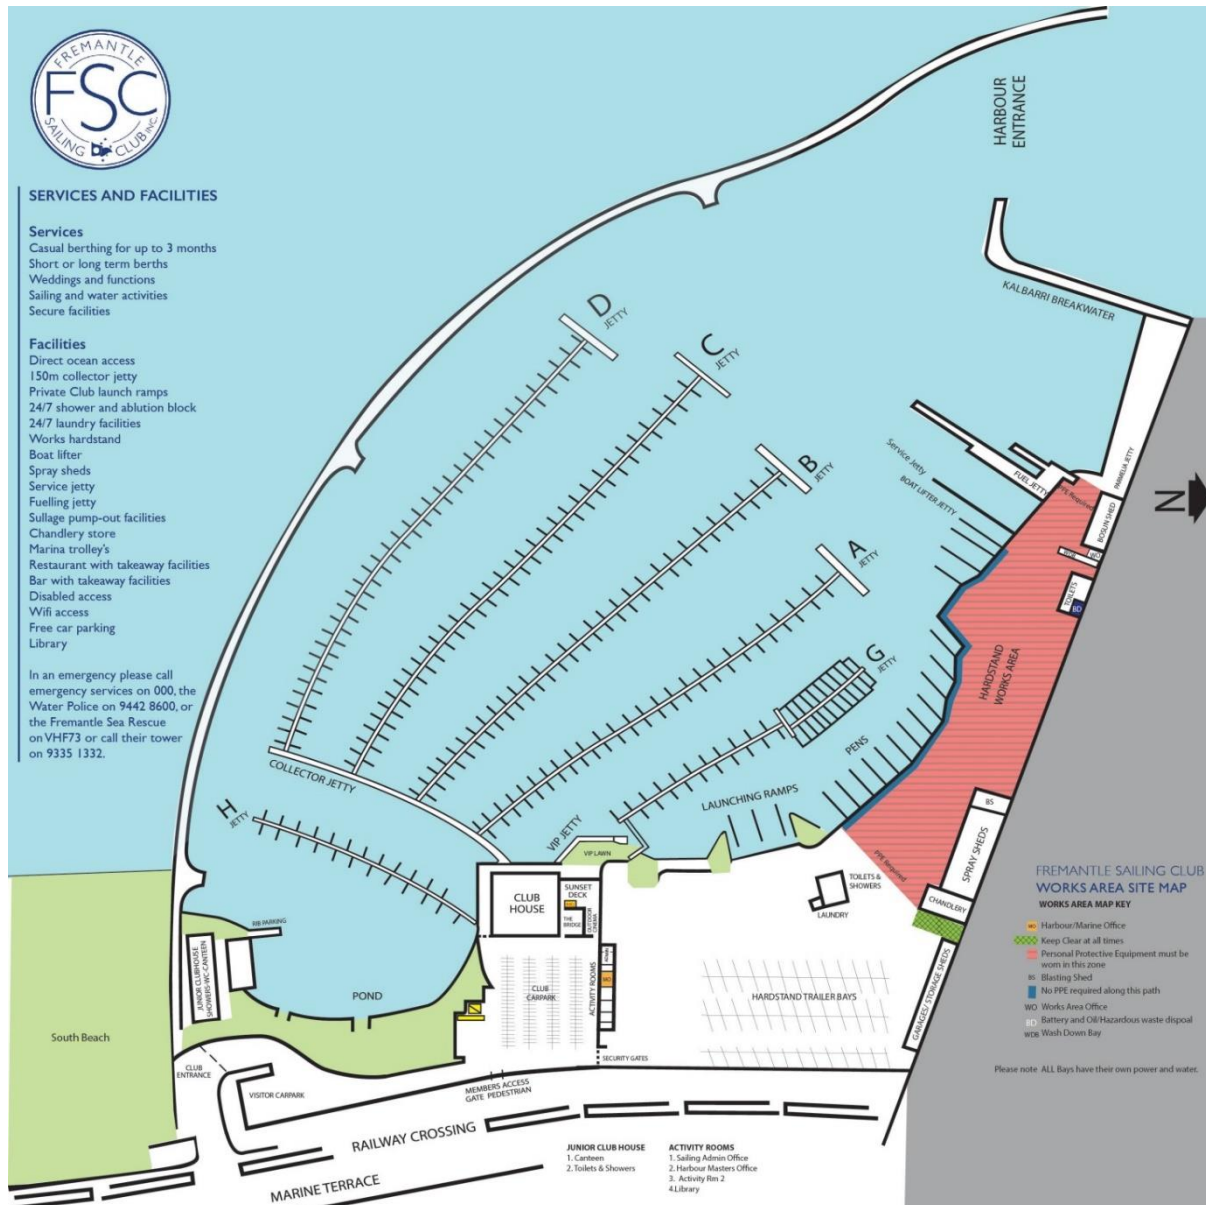 FREMANTLE
FSC
SAILING CLUB INC.
SERVICES AND FACILITIES
Services
Casual berthing for up to 3 months
Short or long term berths
Weddings and functions
Sailing and water activities
Secure facilities
Facilities
Direct ocean access
150m collector jetty
Private Club launch ramps
24/7 shower and ablution block
24/7 laundry facilities
Works hardstand
Boat lifter
Spray sheds
Service jetty
Fuelling jetty
Sullage pump-out facilities
Chandlery store
Marina trolley's
Restaurant with takeaway facilities
Bar with takeaway facilities
Disabled access
Wifi access
Free car parking
Library
In an emergency please call
emergency services on 000, the
Water Police on 9442 8600, or
the Fremantle Sea Rescue
on VHF73 or call their tower
on 9335 1332.
HARBOUR
ENTRANCE
KALBARRI BREAKWATER
D
JETTY
C
JETTY
B
JETTY
A
JETTY
G
JETTY
H
JETTY
Service Jetty
BOAT LIFTER JETTY
FUEL JETTY
PPE Required
PARMELIA JETTY
BOSUN SHED
WDB
WO
TOILETS
BD
N
HARDSTAND
WORKS AREA
PENS
LAUNCHING RAMPS
COLLECTOR JETTY
VIP JETTY
VIP LAWN
PPE Required
BS
SPRAY SHEDS
CHANDLERY
GARAGES/ STORAGE SHEDS
TOILETS &
SHOWERS
LAUNDRY
CLUB
HOUSE
SUNSET
DECK
THE
BRIDGE
OUTDOOR
CINEMA
ACTIVITY ROOMS
MO
CLUB
CARPARK
HARDSTAND TRAILER BAYS
SECURITY GATES
RIB PARKING
JUNIOR CLUBHOUSE
SHOWERS-WC-CANTEEN
POND
South Beach
CLUB
ENTRANCE
VISITOR CARPARK
MEMBERS ACCESS
GATE PEDESTRIAN
RAILWAY CROSSING
MARINE TERRACE
JUNIOR CLUB HOUSE
1. Canteen
2. Toilets & Showers
ACTIVITY ROOMS
1. Sailing Admin Office
2. Harbour Masters Office
3. Activity Rm 2
4.Library
FREMANTLE SAILING CLUB
WORKS AREA SITE MAP
WORKS AREA MAP KEY
MO Harbour/Marine Office
Keep Clear at all times
Personal Protective Equipment must be
worn in this zone
BS Blasting Shed
No PPE required along this path
WO Works Area Office
BD Battery and Oil/Hazardous waste dispoal
WDB Wash Down Bay
Please note ALL Bays have their own power and water.